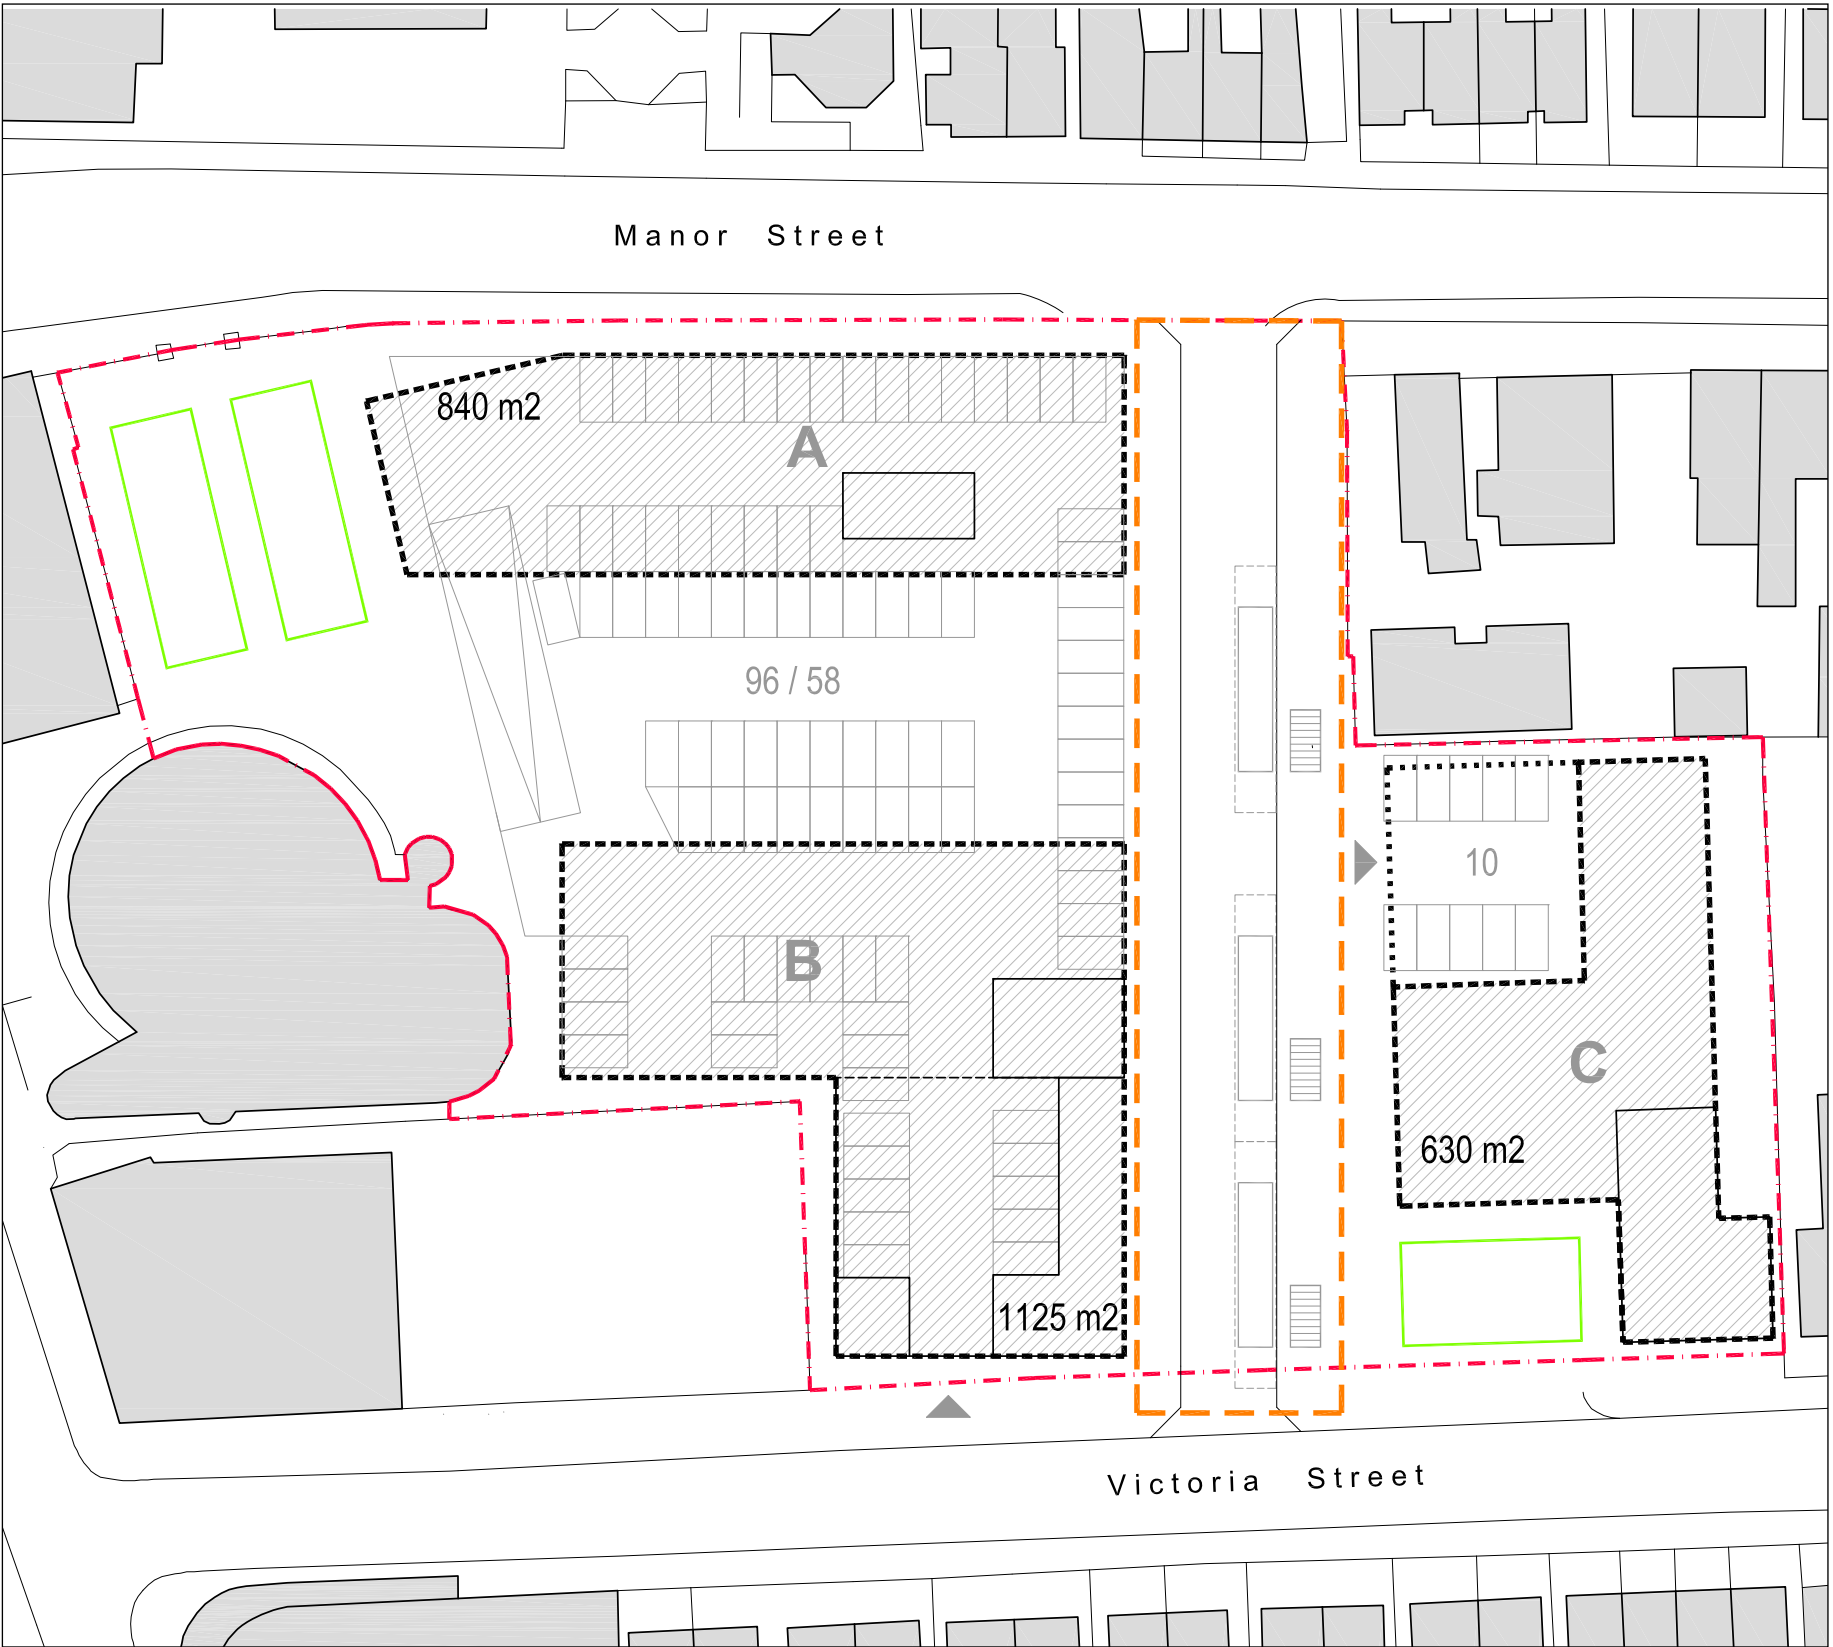 Manor Street
840 m2
A
96 / 58
10
B
C
630 m2
1125 m2
Victoria Street